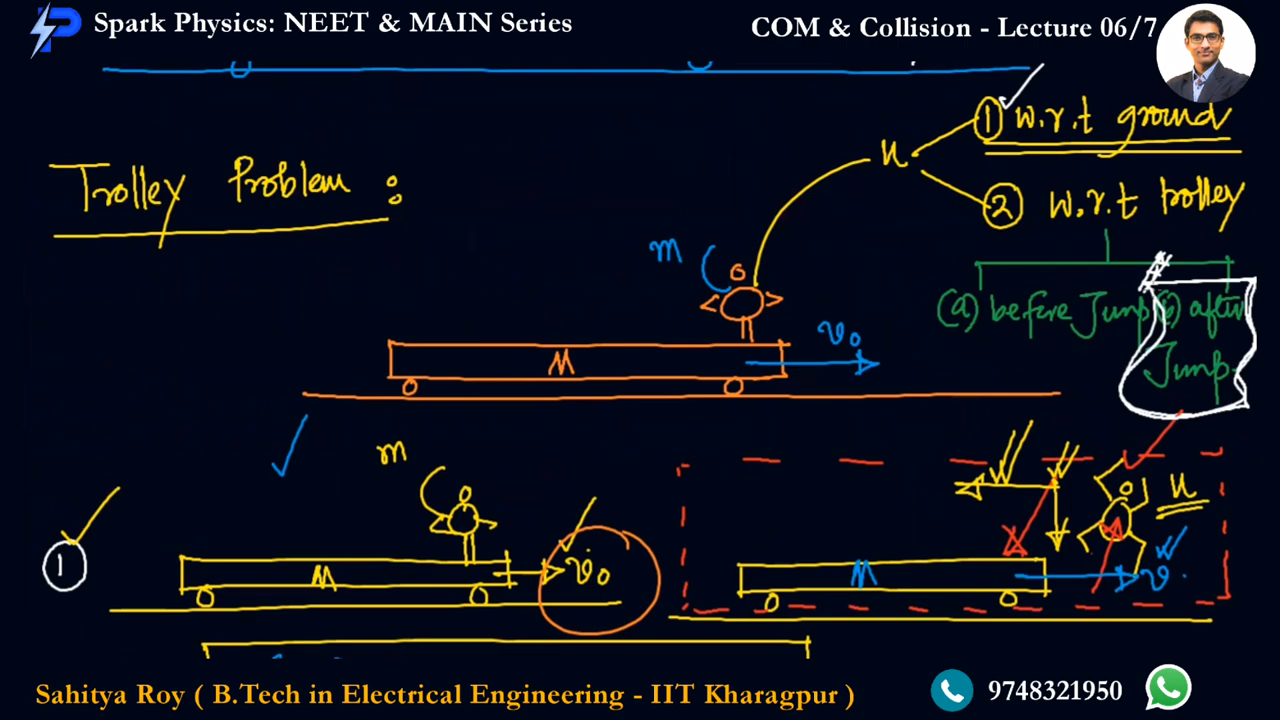 Spark Physics: NEET & MAIN Series
COM & Collision - Lecture 06/7
① w.r.t ground
u
② w.r.t trolley
Trolley Problem :
m
(a) before Jump (b) after
Jump.
v₀
M
m
u
① M v₀
M v
Sahitya Roy ( B.Tech in Electrical Engineering - IIT Kharagpur )
9748321950